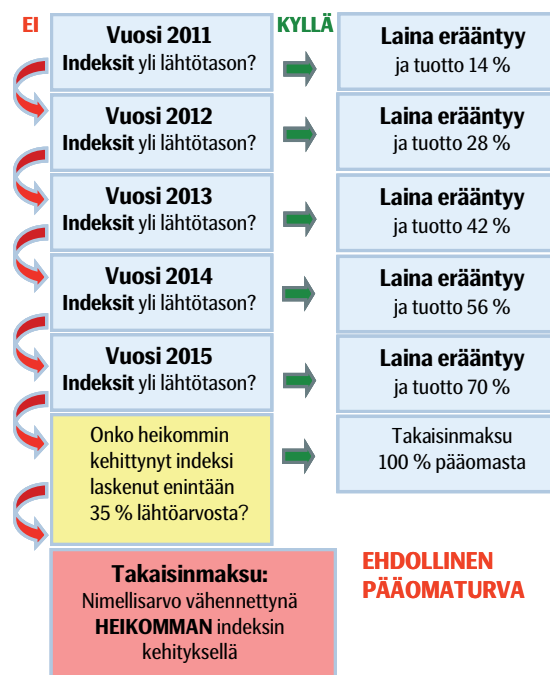 EI
Vuosi 2011
Indeksit yli lähtötason?
KYLLÄ
Laina erääntyy
ja tuotto 14 %
Vuosi 2012
Indeksit yli lähtötason?
Laina erääntyy
ja tuotto 28 %
Vuosi 2013
Indeksit yli lähtötason?
Laina erääntyy
ja tuotto 42 %
Vuosi 2014
Indeksit yli lähtötason?
Laina erääntyy
ja tuotto 56 %
Vuosi 2015
Indeksit yli lähtötason?
Laina erääntyy
ja tuotto 70 %
Onko heikommin
kehittynyt indeksi
laskenut enintään
35 % lähtöarvosta?
Takaisinmaksu
100 % pääomasta
Takaisinmaksu:
Nimellisarvo vähennettynä
HEIKOMMAN indeksin
kehityksellä
EHDOLLINEN
PÄÄOMATURVA